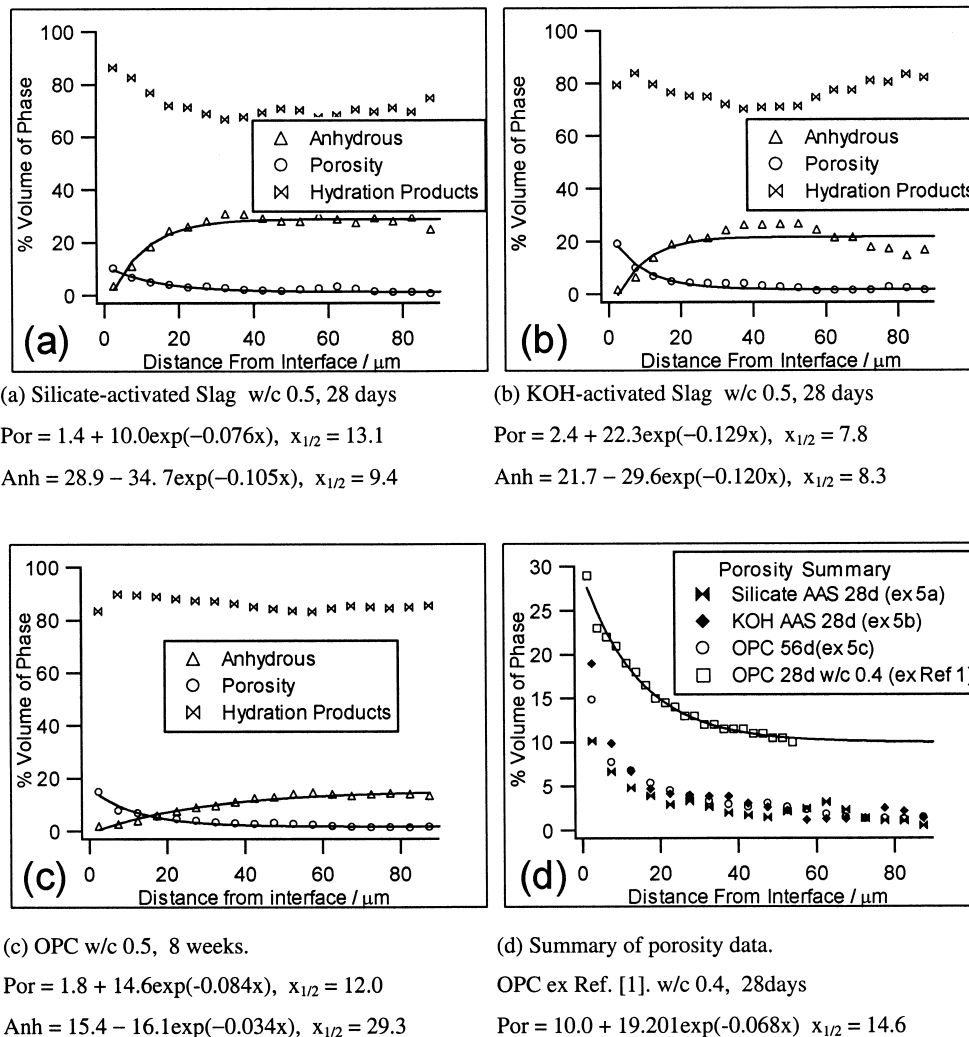 100
80
60
40
20
0
% Volume of Phase
Anhydrous
Porosity
Hydration Products
(a)
0 20 40 60 80
Distance From Interface / μm
100
80
60
40
20
0
% Volume of Phase
Anhydrous
Porosity
Hydration Products
(b)
0 20 40 60 80
Distance From Interface / μm
(a) Silicate-activated Slag w/c 0.5, 28 days
Por = 1.4 + 10.0exp(−0.076x), x1/2 = 13.1
Anh = 28.9 – 34. 7exp(−0.105x), x1/2 = 9.4
(b) KOH-activated Slag w/c 0.5, 28 days
Por = 2.4 + 22.3exp(−0.129x), x1/2 = 7.8
Anh = 21.7 – 29.6exp(−0.120x), x1/2 = 8.3
100
80
60
40
20
0
% Volume of Phase
Anhydrous
Porosity
Hydration Products
(c)
0 20 40 60 80
Distance from interface / μm
30
25
20
15
10
5
0
% Volume of Phase
Porosity Summary
Silicate AAS 28d (ex 5a)
KOH AAS 28d (ex 5b)
OPC 56d(ex 5c)
OPC 28d w/c 0.4 (ex Ref 1)
(d)
0 20 40 60 80
Distance From Interface / μm
(c) OPC w/c 0.5, 8 weeks.
Por = 1.8 + 14.6exp(-0.084x), x1/2 = 12.0
Anh = 15.4 – 16.1exp(−0.034x), x1/2 = 29.3
(d) Summary of porosity data.
OPC ex Ref. [1]. w/c 0.4, 28days
Por = 10.0 + 19.201exp(-0.068x) x1/2 = 14.6